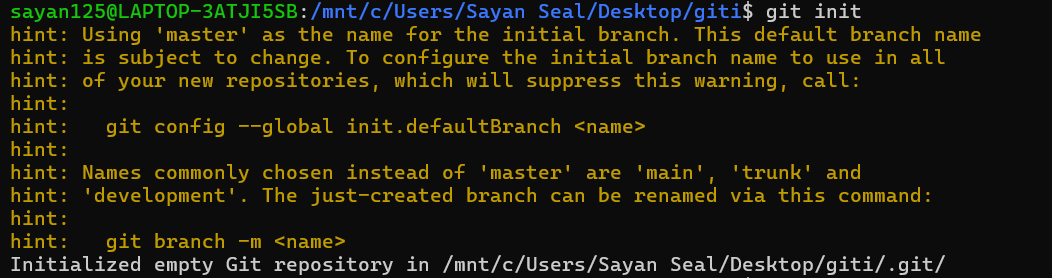 sayan125@LAPTOP-3ATJI5SB:/mnt/c/Users/Sayan Seal/Desktop/giti$ git init
hint: Using 'master' as the name for the initial branch. This default branch name
hint: is subject to change. To configure the initial branch name to use in all
hint: of your new repositories, which will suppress this warning, call:
hint:
hint:   git config --global init.defaultBranch <name>
hint:
hint: Names commonly chosen instead of 'master' are 'main', 'trunk' and
hint: 'development'. The just-created branch can be renamed via this command:
hint:
hint:   git branch -m <name>
Initialized empty Git repository in /mnt/c/Users/Sayan Seal/Desktop/giti/.git/